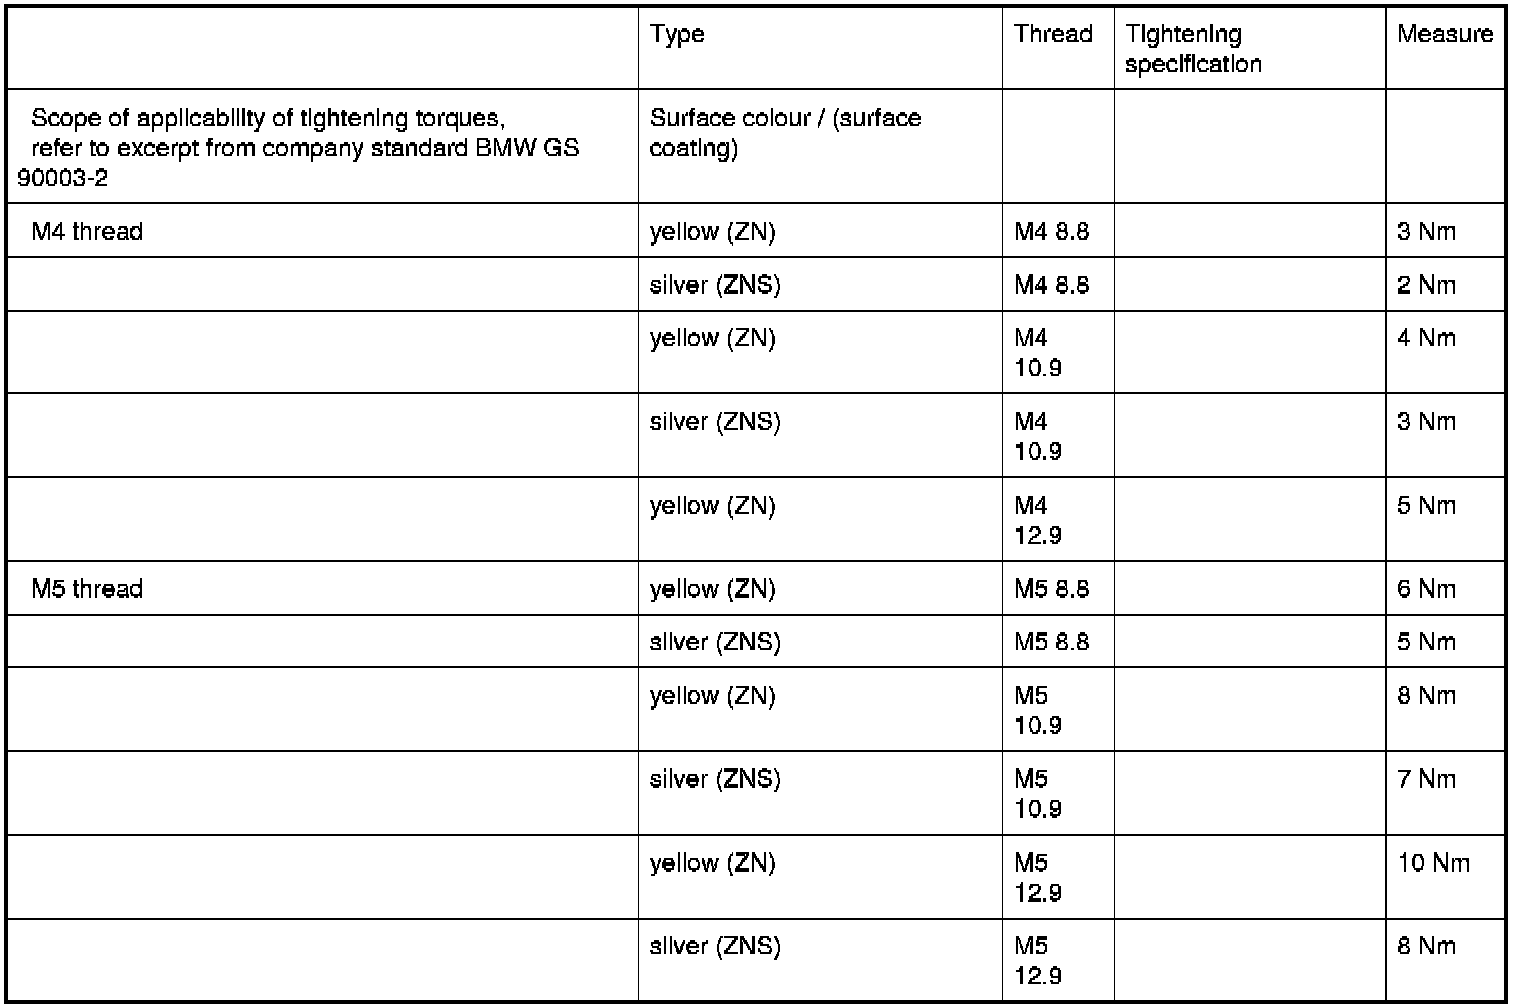 Type Thread Tightening Measure
specification
Scope of applicability of tightening torques, Surface colour / (surface
refer to excerpt from company standard BMW GS coating)
90003-2
M4 thread yellow (ZN) M4 8.8 3 Nm
silver (ZNS) M4 8.8 2 Nm
yellow (ZN) M4 4 Nm
10.9
silver (ZNS) M4 3 Nm
10.9
yellow (ZN) M4 5 Nm
12.9
M5 thread yellow (ZN) M5 8.8 6 Nm
silver (ZNS) M5 8.8 5 Nm
yellow (ZN) M5 8 Nm
10.9
silver (ZNS) M5 7 Nm
10.9
yellow (ZN) M5 10 Nm
12.9
silver (ZNS) M5 8 Nm
12.9